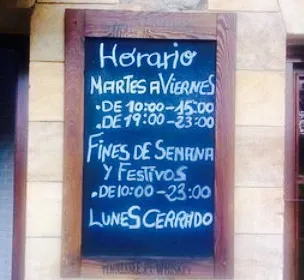 Horario
MARTES A VIERNES
• DE 10:00 - 15:00
• DE 19:00 - 23:00
FINES DE SEMANA
Y FESTIVOS
• DE 10:00 - 23:00
LUNES CERRADO
WHISKEY